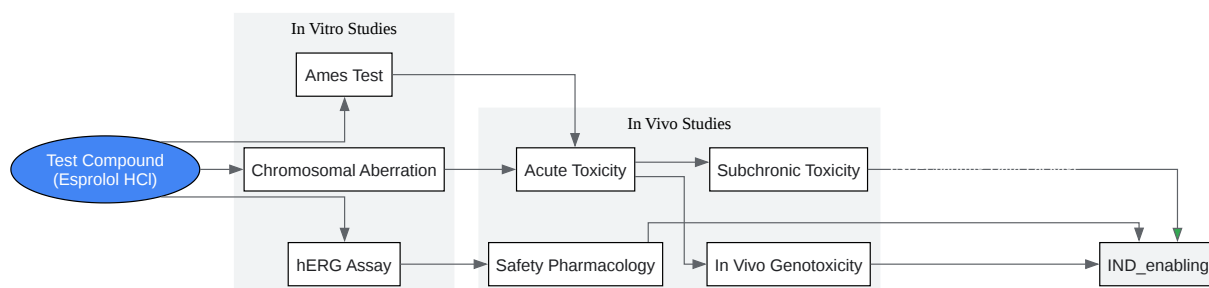 In Vitro Studies
Ames Test
In Vivo Studies
Test Compound
(Esprolol HCl)
Chromosomal Aberration
Acute Toxicity
Subchronic Toxicity
hERG Assay
Safety Pharmacology
In Vivo Genotoxicity
IND_enabling